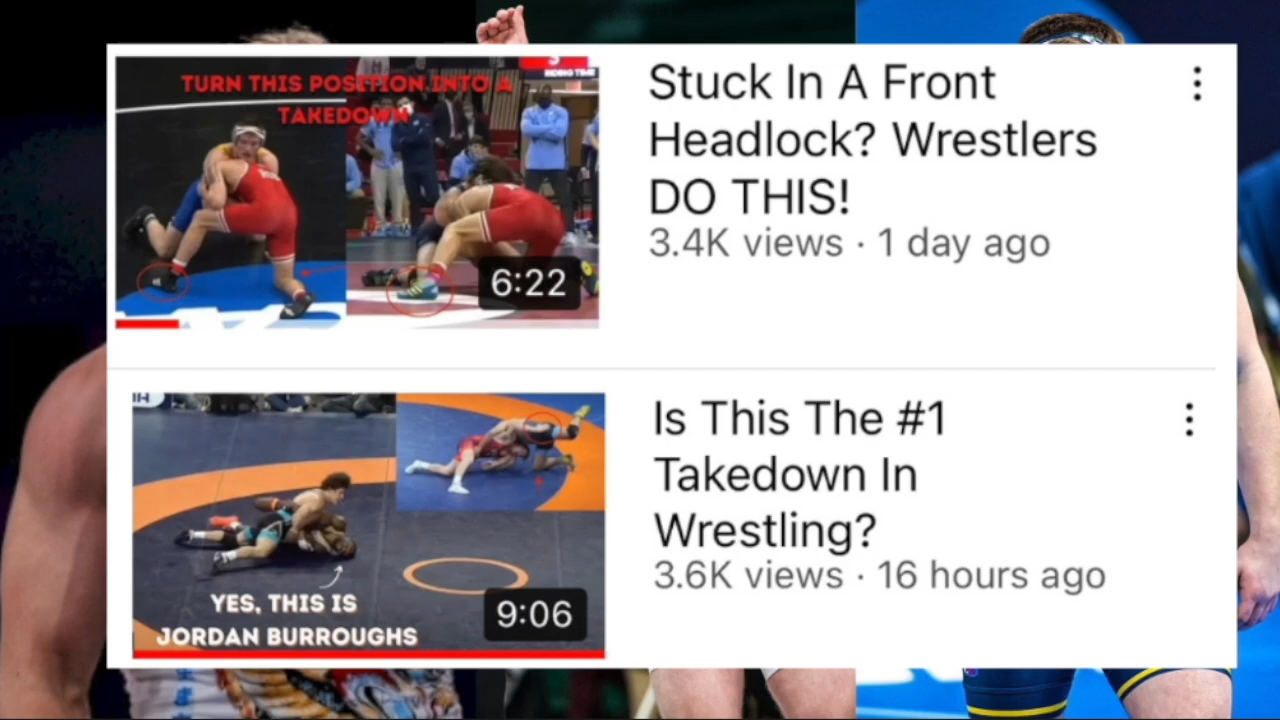 TURN THIS POSITION INTO A
TAKEDOWN
RIDING TIME
6:22
Stuck In A Front
Headlock? Wrestlers
DO THIS!
3.4K views · 1 day ago
YES, THIS IS
JORDAN BURROUGHS
9:06
Is This The #1
Takedown In
Wrestling?
3.6K views · 16 hours ago